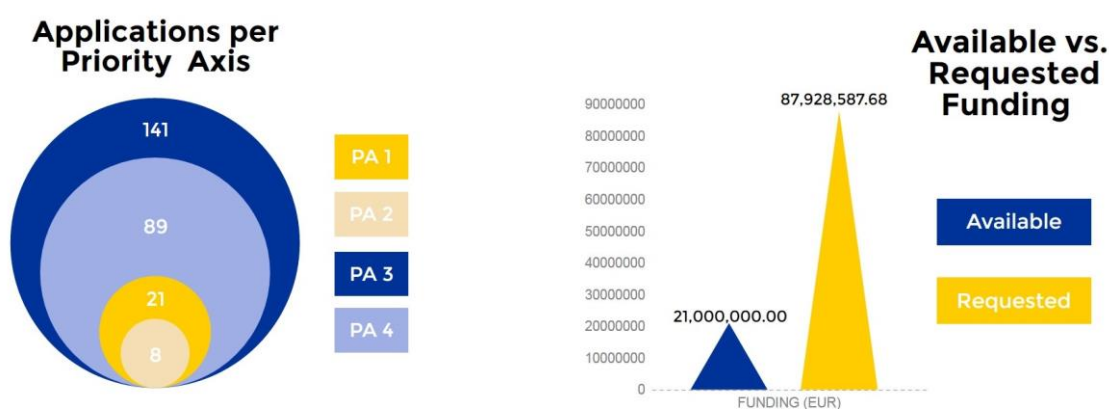 Applications per
Priority Axis
141
89
21
8
PA 1
PA 2
PA 3
PA 4
Available vs.
Requested
Funding
87,928,587.68
21,000,000.00
90000000
80000000
70000000
60000000
50000000
40000000
30000000
20000000
10000000
0
FUNDING (EUR)
Available
Requested